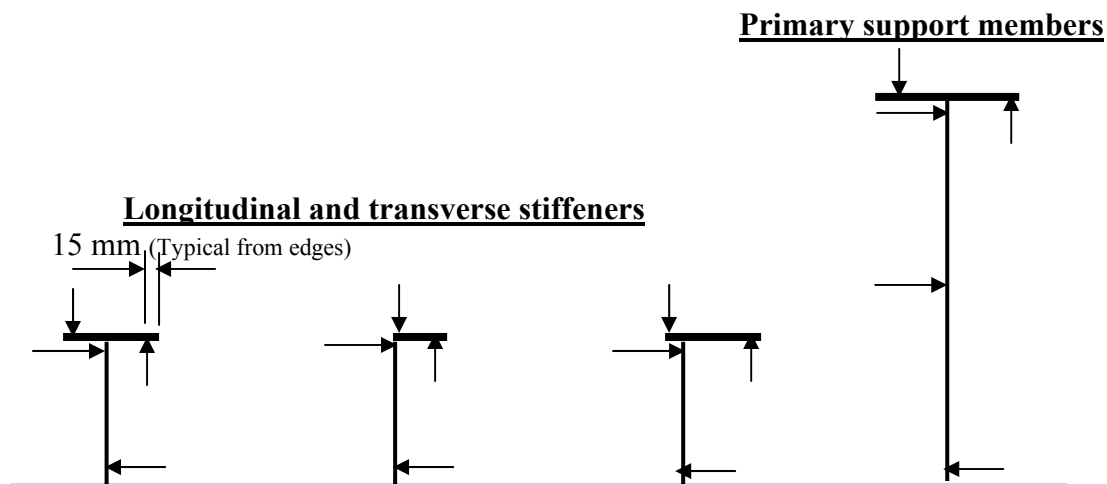 Primary support members
Longitudinal and transverse stiffeners
15 mm (Typical from edges)